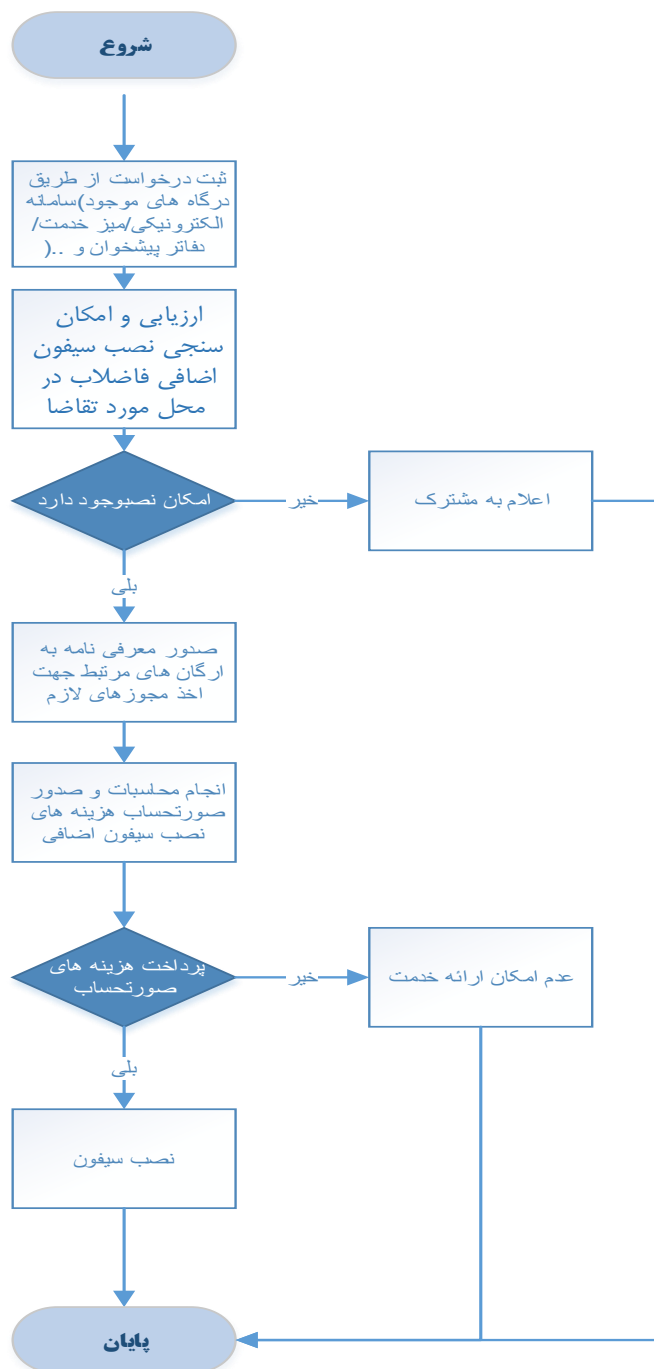 شروع
ثبت درخواست از طریق
درگاه های موجود)سامانه
الکترونیکی/میز خدمت/
دفاتر پیشخوان و ..(
ارزیابی و امکان
سنجی نصب سیفون
اضافی فاضلاب در
محل مورد تقاضا
امکان نصبوجود دارد
خیر
اعلام به مشترک
بلی
صدور معرفی نامه به
ارگان های مرتبط جهت
اخذ مجوزهای لازم
انجام محاسبات و صدور
صورتحساب هزینه های
نصب سیفون اضافی
پرداخت هزینه های
صورتحساب
خیر
عدم امکان ارائه خدمت
بلی
نصب سیفون
پایان